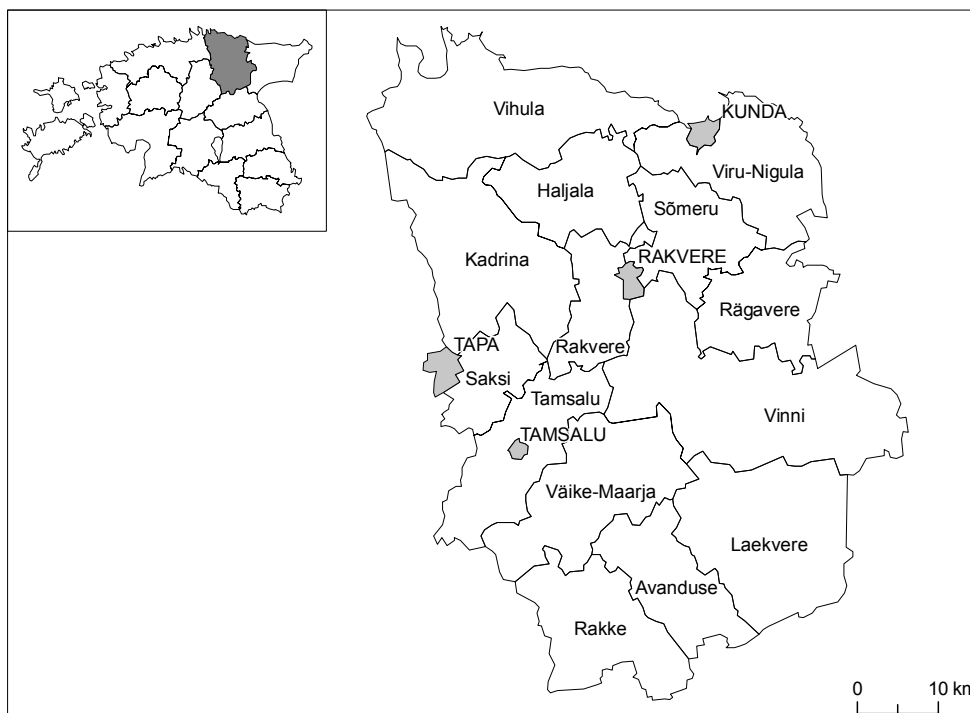 Vihula
KUNDA
Viru-Nigula
Haljala
Sõmeru
Kadrina
RAKVERE
Rägavere
TAPA
Rakvere
Saksi
Tamsalu
Vinni
TAMSALU
Väike-Maarja
Laekvere
Avanduse
Rakke
0 10 km